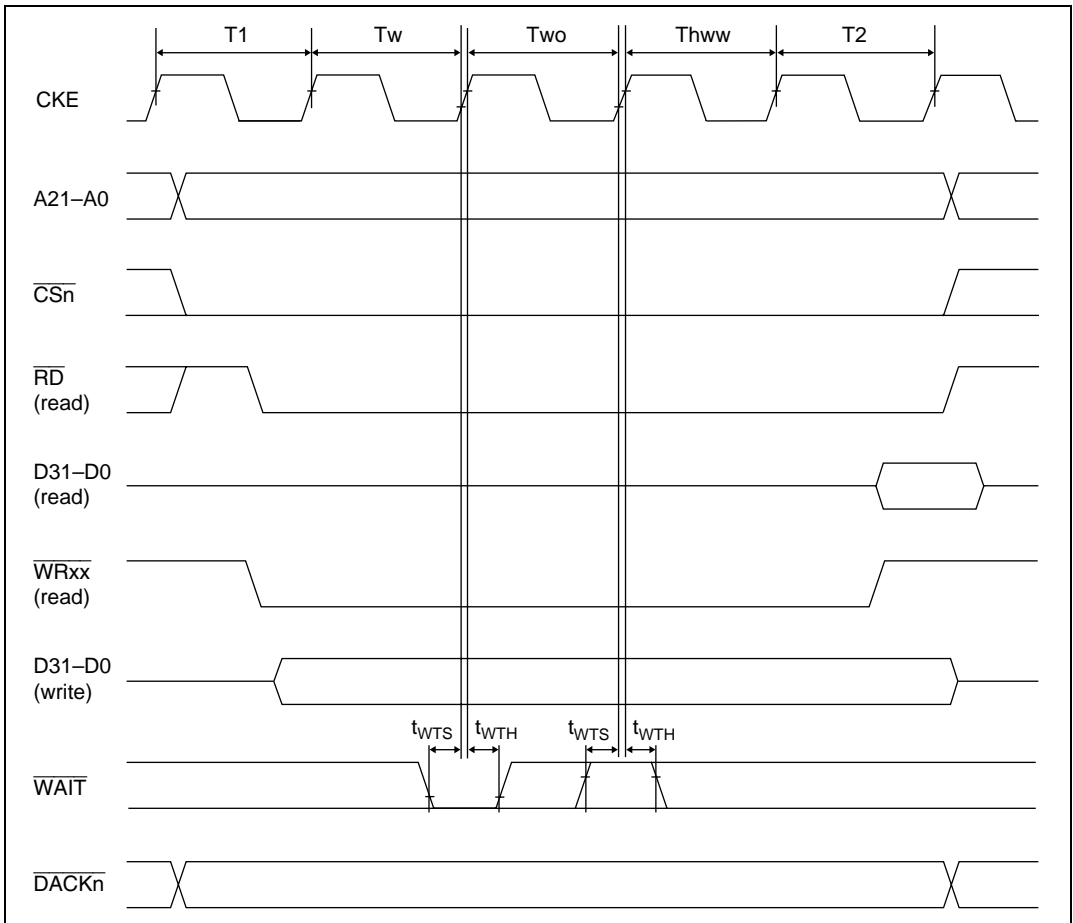 T1 Tw Two Thww T2
CKE
A21–A0
CSn
RD
(read)
D31–D0
(read)
WRxx
(read)
D31–D0
(write)
tWTS tWTH tWTS tWTH
WAIT
DACKn